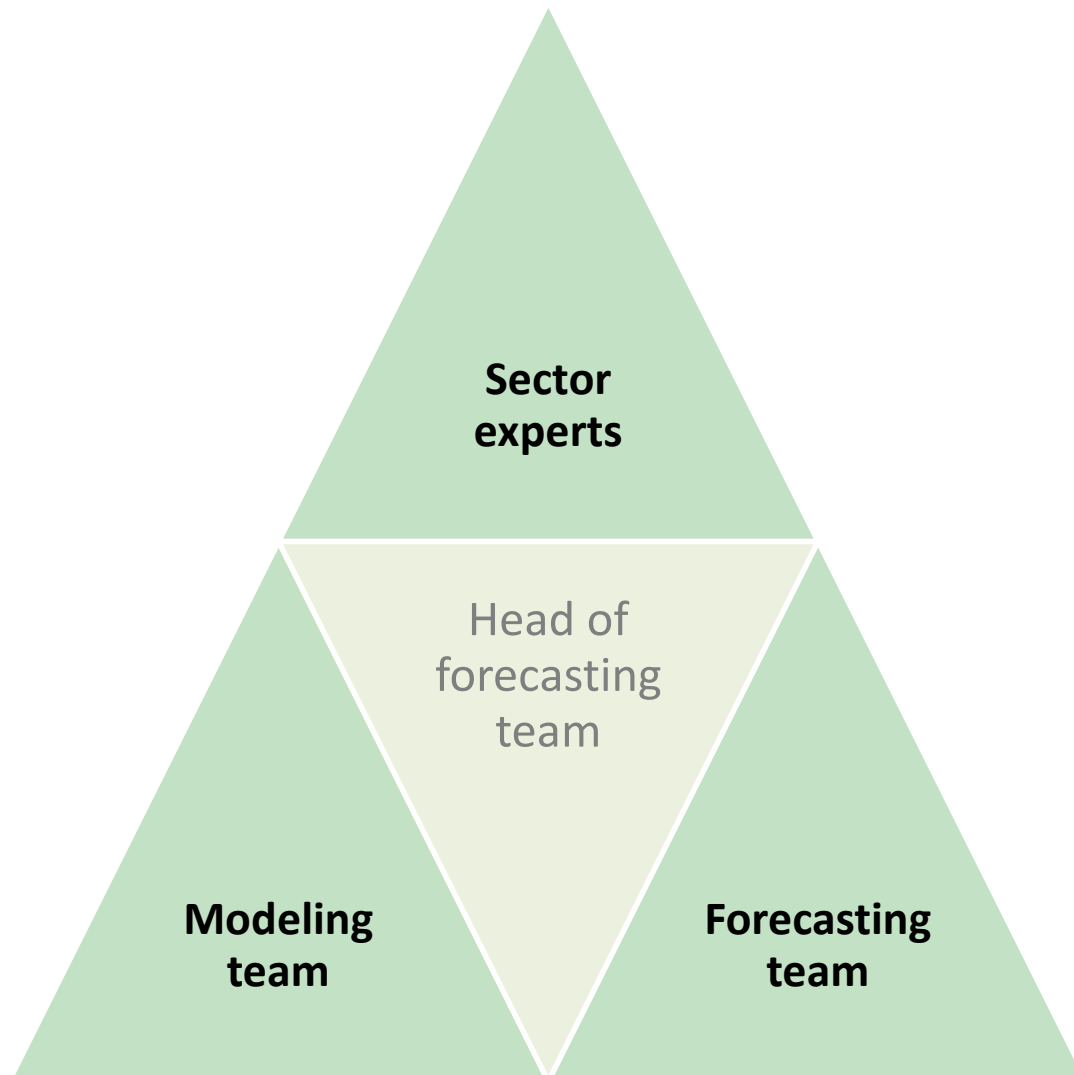 Sector
experts
Head of
forecasting
team
Modeling
team
Forecasting
team